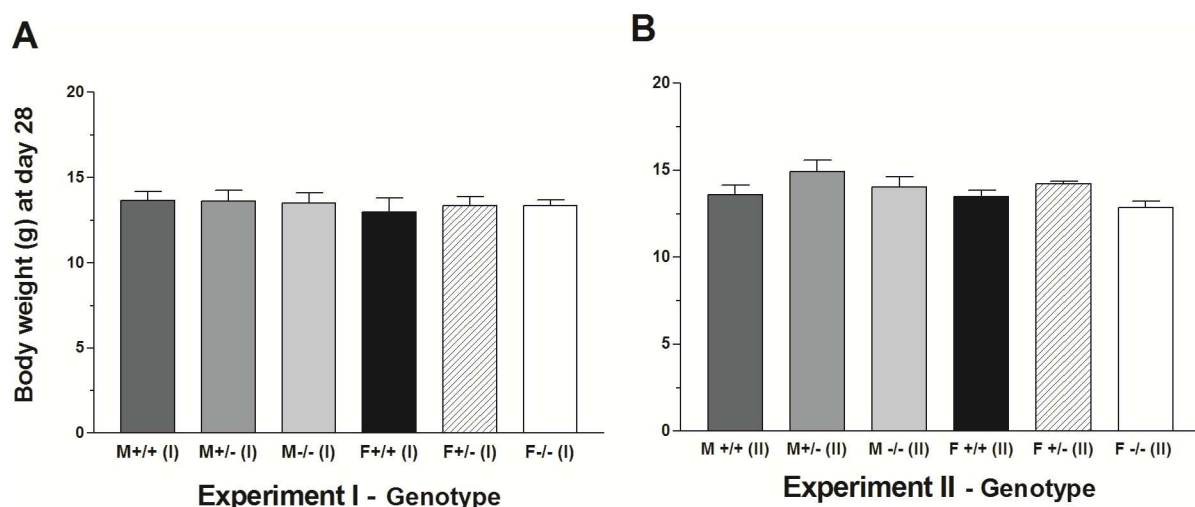 A
Body weight (g) at day 28
20
15
10
5
0
M+/+ (I) M+/- (I) M-/- (I) F+/+ (I) F+/- (I) F-/- (I)
Experiment I - Genotype
B
20
15
10
5
0
M +/+ (II) M+/- (II) M -/- (II) F +/+ (II) F +/- (II) F -/- (II)
Experiment II - Genotype